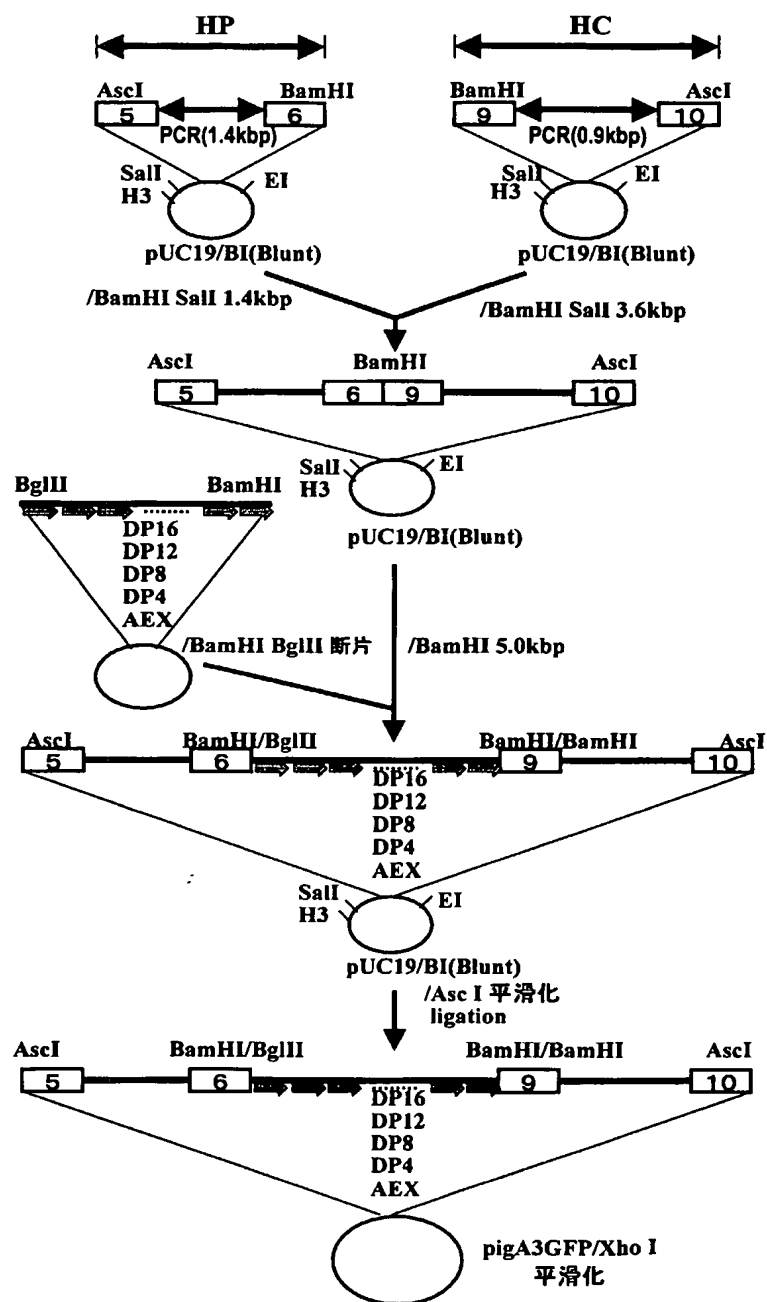 HP
HC
AscI
BamHI
BamHI
AscI
5
6
9
10
PCR(1.4kbp)
PCR(0.9kbp)
SalI
H3
EI
SalI
H3
EI
pUC19/BI(Blunt)
pUC19/BI(Blunt)
/BamHI SalI 1.4kbp
/BamHI SalI 3.6kbp
AscI
BamHI
AscI
5
6
9
10
SalI
H3
EI
BglII
BamHI
pUC19/BI(Blunt)
DP16
DP12
DP8
DP4
AEX
/BamHI BglII 断片
/BamHI 5.0kbp
AscI
BamHI/BglII
BamHI/BamHI
AscI
5
6
9
10
DP16
DP12
DP8
DP4
AEX
SalI
H3
EI
pUC19/BI(Blunt)
/Asc I 平滑化
ligation
AscI
BamHI/BglII
BamHI/BamHI
AscI
5
6
9
10
DP16
DP12
DP8
DP4
AEX
pigA3GFP/Xho I
平滑化